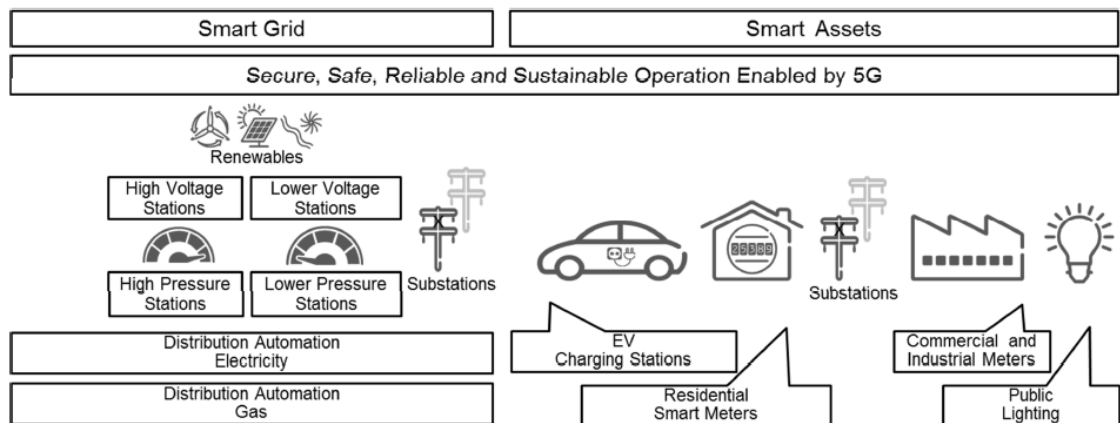 Smart Grid
Smart Assets
Secure, Safe, Reliable and Sustainable Operation Enabled by 5G
Renewables
High Voltage
Stations
Lower Voltage
Stations
High Pressure
Stations
Lower Pressure
Stations
Substations
Distribution Automation
Electricity
Distribution Automation
Gas
25389
Substations
EV
Charging Stations
Residential
Smart Meters
Commercial and
Industrial Meters
Public
Lighting